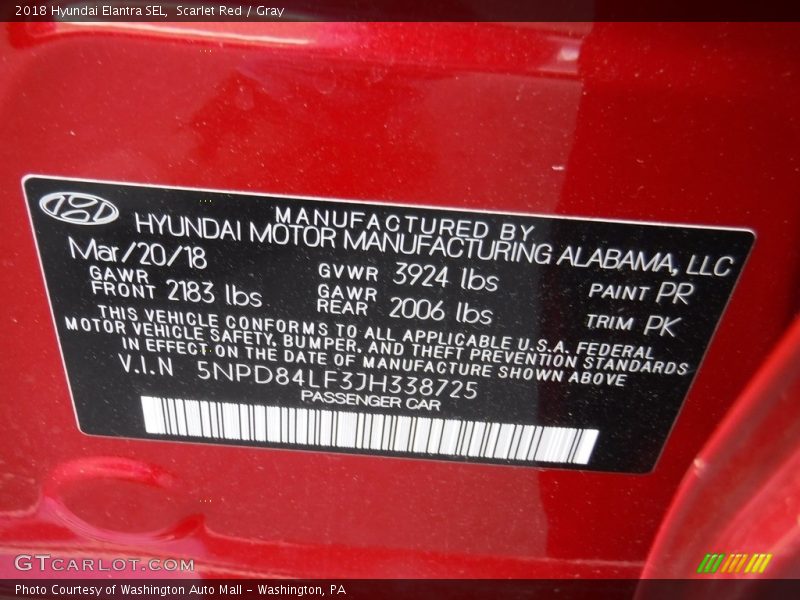 2018 Hyundai Elantra SEL, Scarlet Red / Gray
MANUFACTURED BY
HYUNDAI MOTOR MANUFACTURING ALABAMA, LLC
Mar/20/18
GVWR 3924 lbs
PAINT PR
GAWR FRONT 2183 lbs
GAWR REAR 2006 lbs
TRIM PK
THIS VEHICLE CONFORMS TO ALL APPLICABLE U.S.A. FEDERAL
MOTOR VEHICLE SAFETY, BUMPER, AND THEFT PREVENTION STANDARDS
IN EFFECT ON THE DATE OF MANUFACTURE SHOWN ABOVE
V.I.N 5NPD84LF3JH338725
PASSENGER CAR
GTCARLOT.COM
Photo Courtesy of Washington Auto Mall - Washington, PA